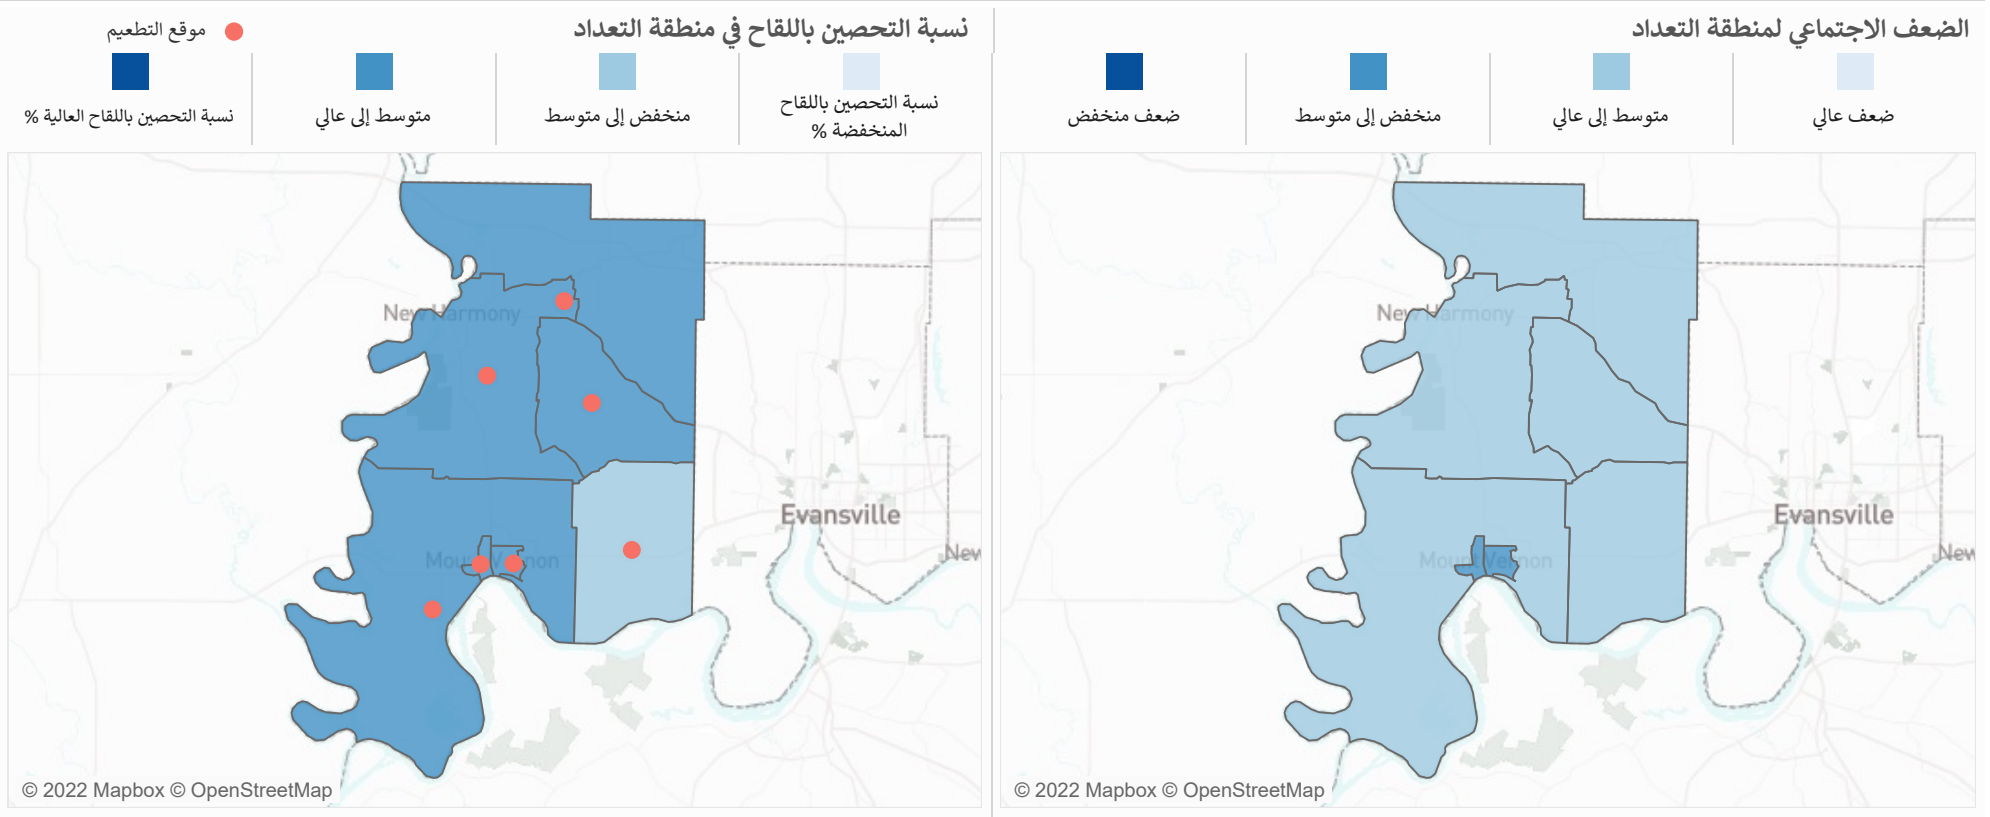 الضعف الاجتماعي لمنطقة التعداد
ضعف عالي
متوسط إلى عالي
منخفض إلى متوسط
ضعف منخفض
New Harmony
Evansville
Mount Vernon
New
© 2022 Mapbox © OpenStreetMap
نسبة التحصين باللقاح في منطقة التعداد
موقع التطعيم
نسبة التحصين باللقاح
المنخفضة %
منخفض إلى متوسط
متوسط إلى عالي
نسبة التحصين باللقاح العالية %
New Harmony
Evansville
New
© 2022 Mapbox © OpenStreetMap